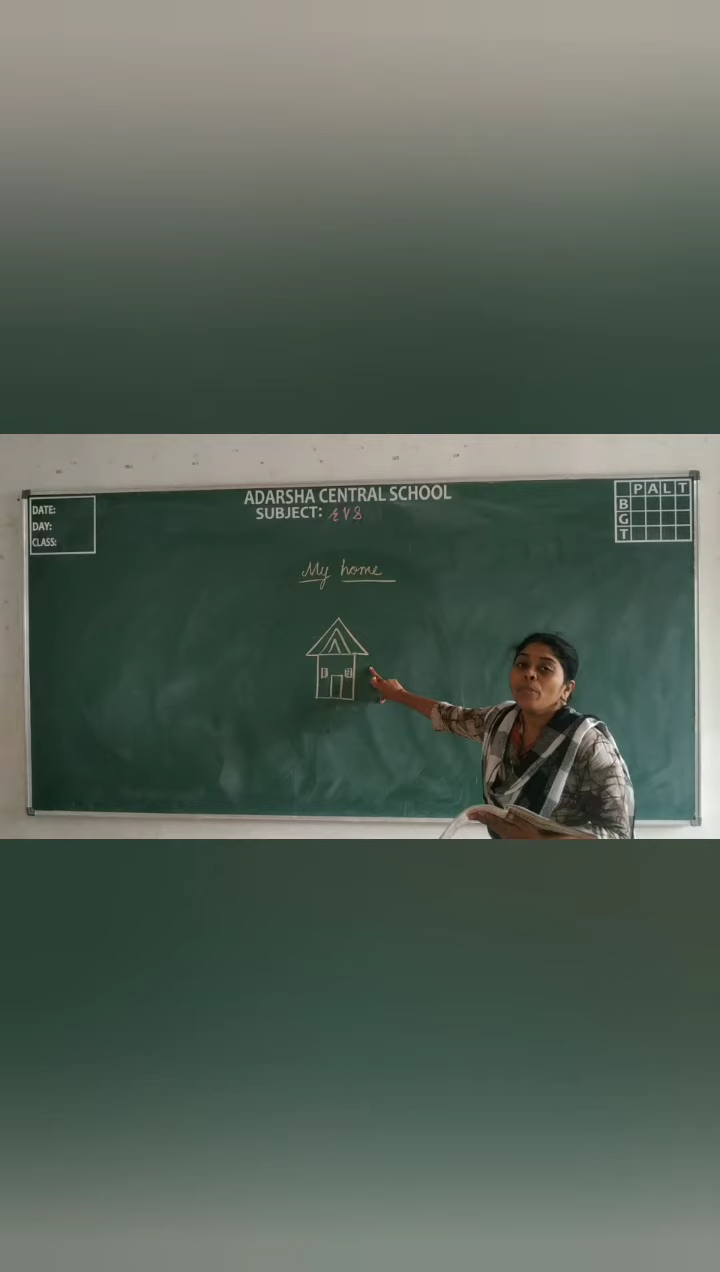 ADARSHA CENTRAL SCHOOL
SUBJECT: EVS
DATE:
DAY:
CLASS:
P A L T
B
G
T
My home